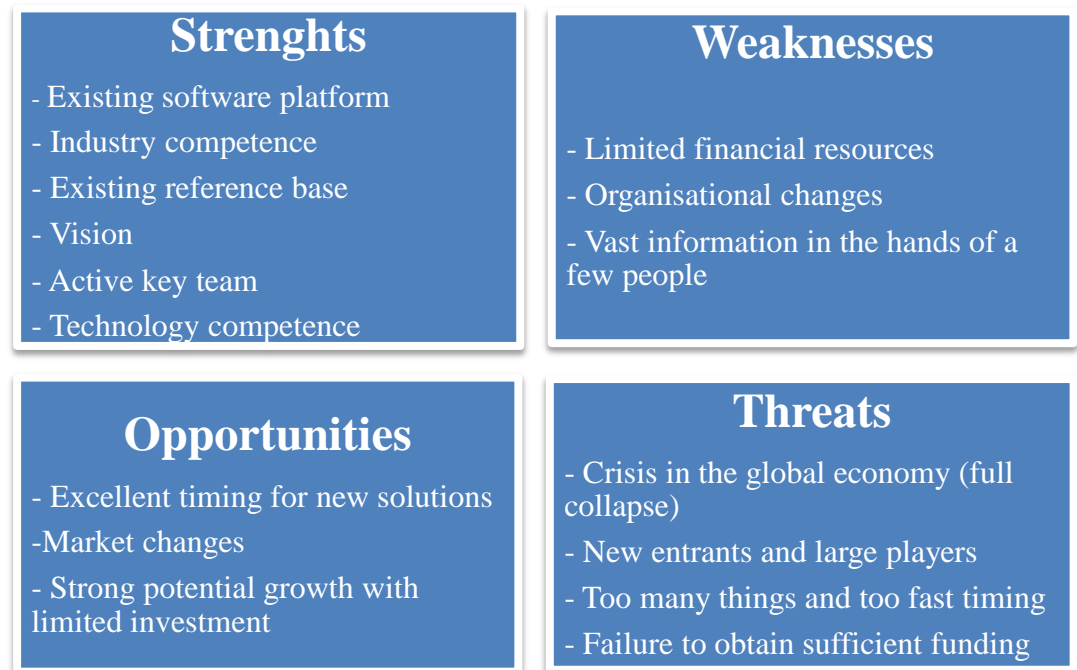 Strenghts
- Existing software platform
- Industry competence
- Existing reference base
- Vision
- Active key team
- Technology competence
Weaknesses
- Limited financial resources
- Organisational changes
- Vast information in the hands of a
few people
Opportunities
- Excellent timing for new solutions
-Market changes
- Strong potential growth with
limited investment
Threats
- Crisis in the global economy (full
collapse)
- New entrants and large players
- Too many things and too fast timing
- Failure to obtain sufficient funding